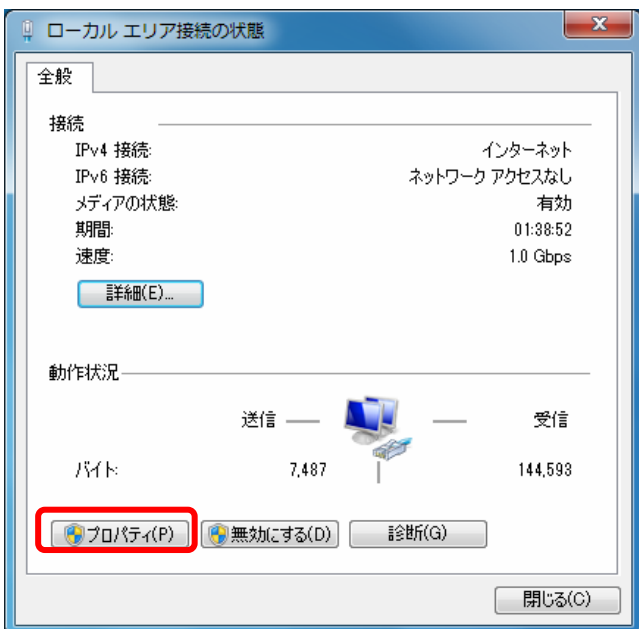 ローカル エリア接続の状態
全般
接続
IPv4 接続: インターネット
IPv6 接続: ネットワーク アクセスなし
メディアの状態: 有効
期間: 01:38:52
速度: 1.0 Gbps
詳細(E)...
動作状況
送信 受信
バイト: 7,487 144,593
プロパティ(P) 無効にする(D) 診断(G)
閉じる(C)